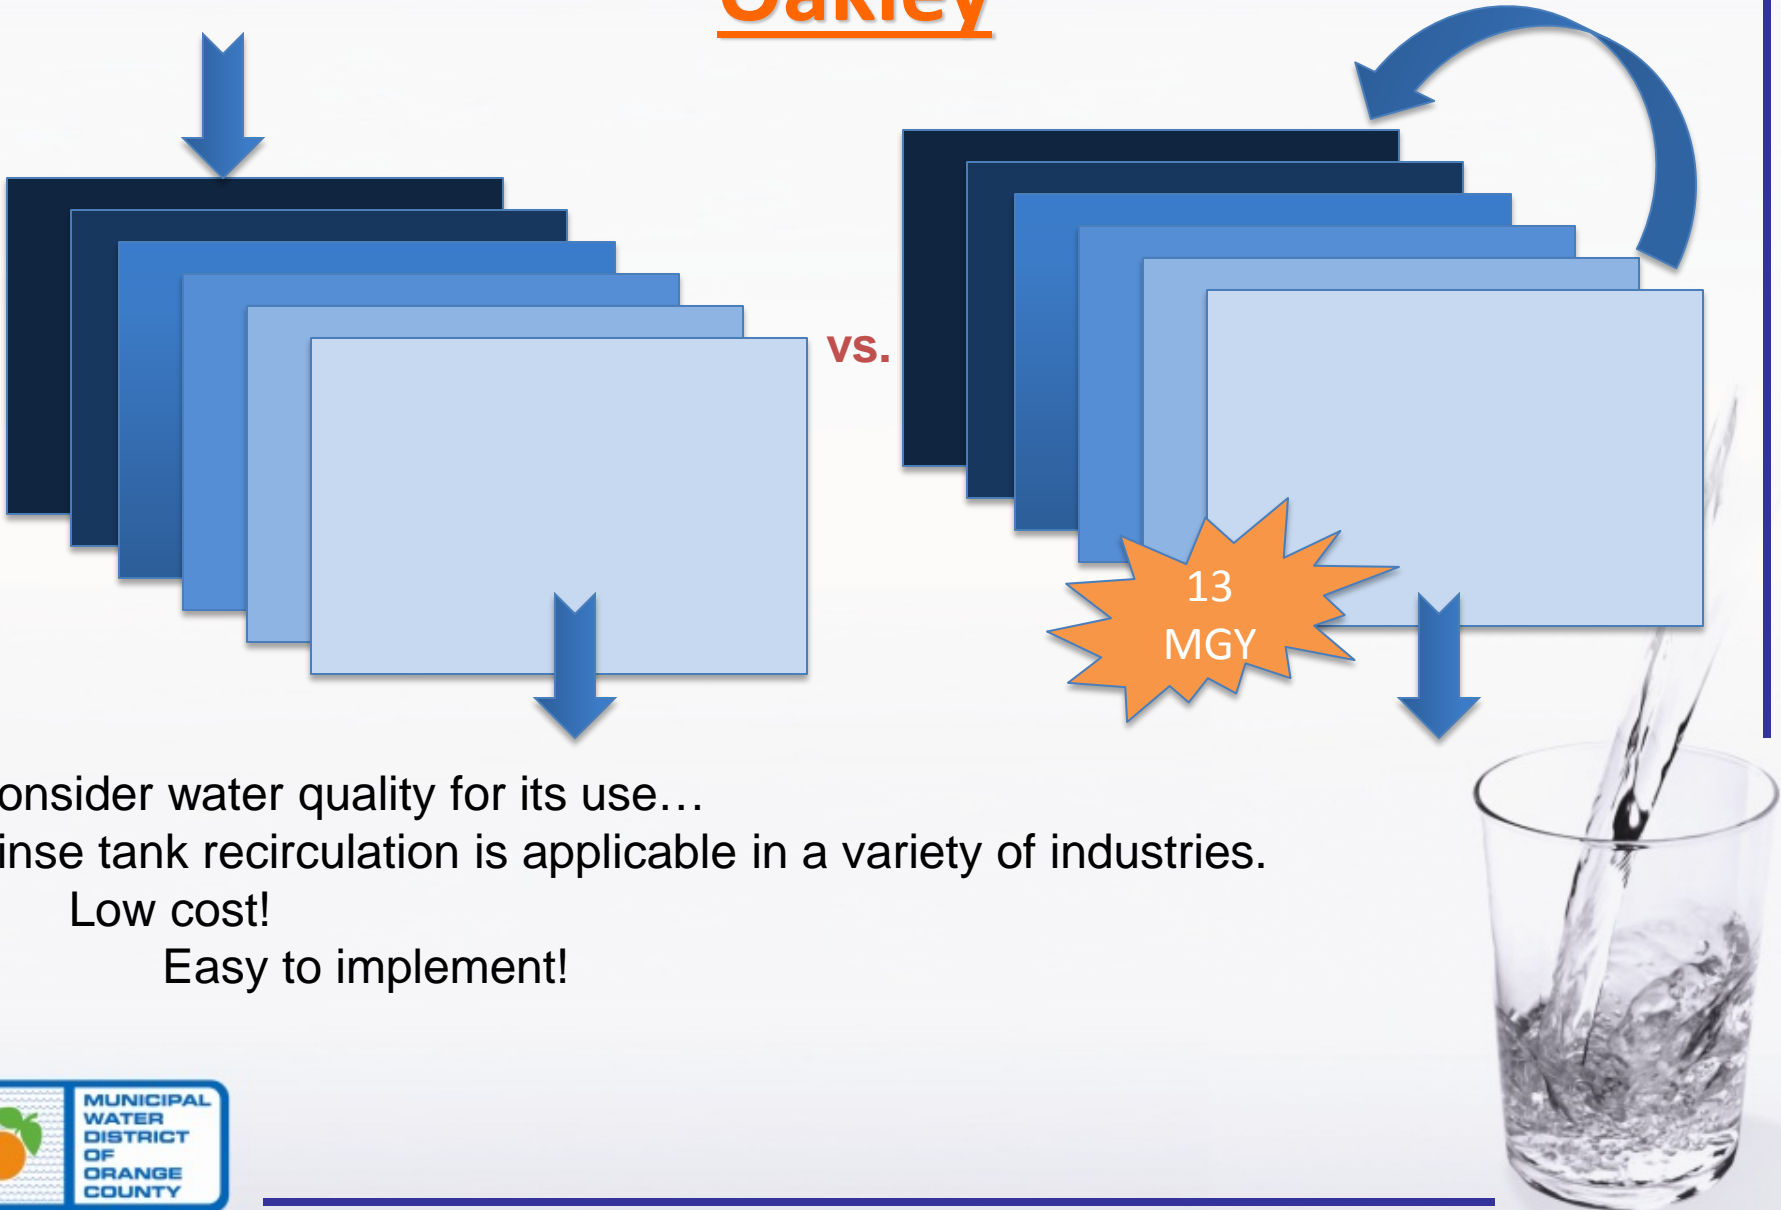 Oakley
vs.
13
MGY
onsider water quality for its use…
inse tank recirculation is applicable in a variety of industries.
Low cost!
Easy to implement!
MUNICIPAL
WATER
DISTRICT
OF
ORANGE
COUNTY